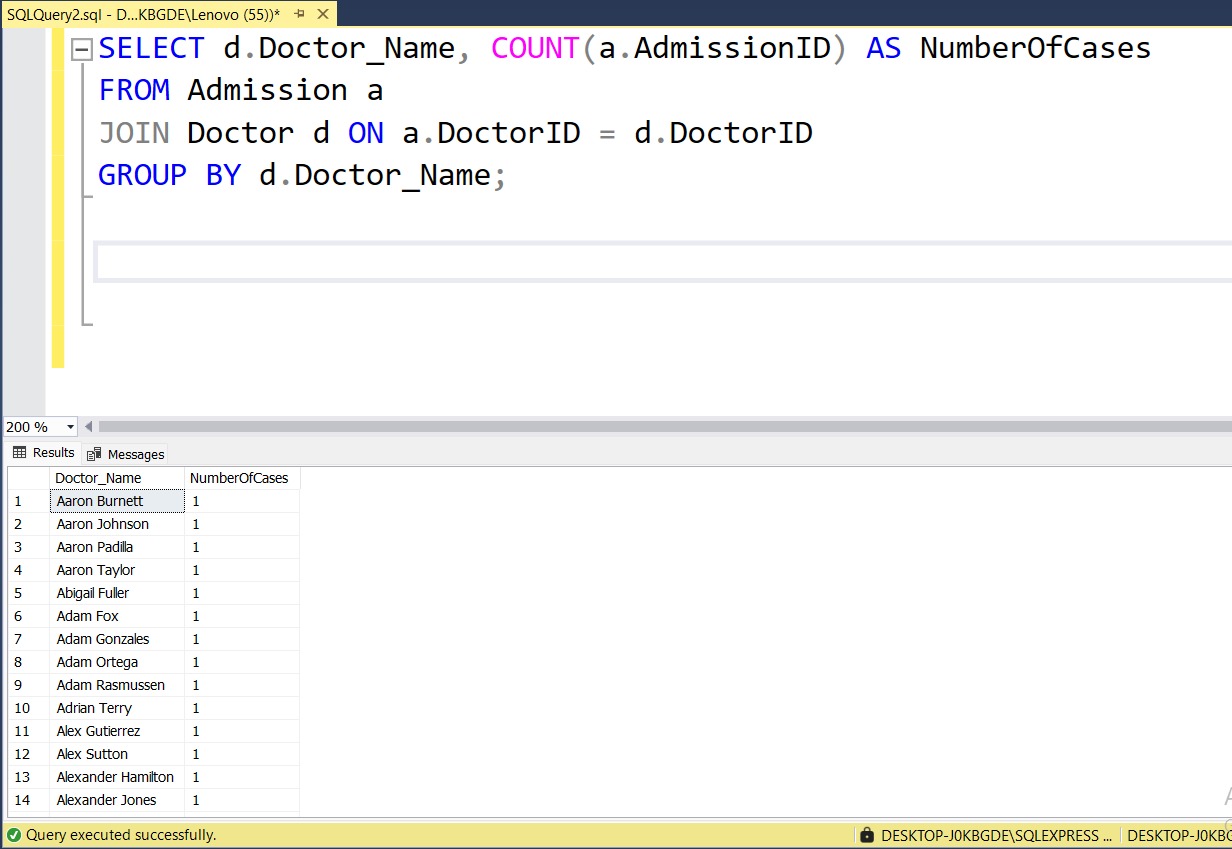 SQLQuery2.sql - D...KBGDE\Lenovo (55))*
SELECT d.Doctor_Name, COUNT(a.AdmissionID) AS NumberOfCases
FROM Admission a
JOIN Doctor d ON a.DoctorID = d.DoctorID
GROUP BY d.Doctor_Name;
200 %
Results Messages
Doctor_Name NumberOfCases
1 Aaron Burnett 1
2 Aaron Johnson 1
3 Aaron Padilla 1
4 Aaron Taylor 1
5 Abigail Fuller 1
6 Adam Fox 1
7 Adam Gonzales 1
8 Adam Ortega 1
9 Adam Rasmussen 1
10 Adrian Terry 1
11 Alex Gutierrez 1
12 Alex Sutton 1
13 Alexander Hamilton 1
14 Alexander Jones 1
Query executed successfully. DESKTOP-J0KBGDE\SQLEXPRESS ...